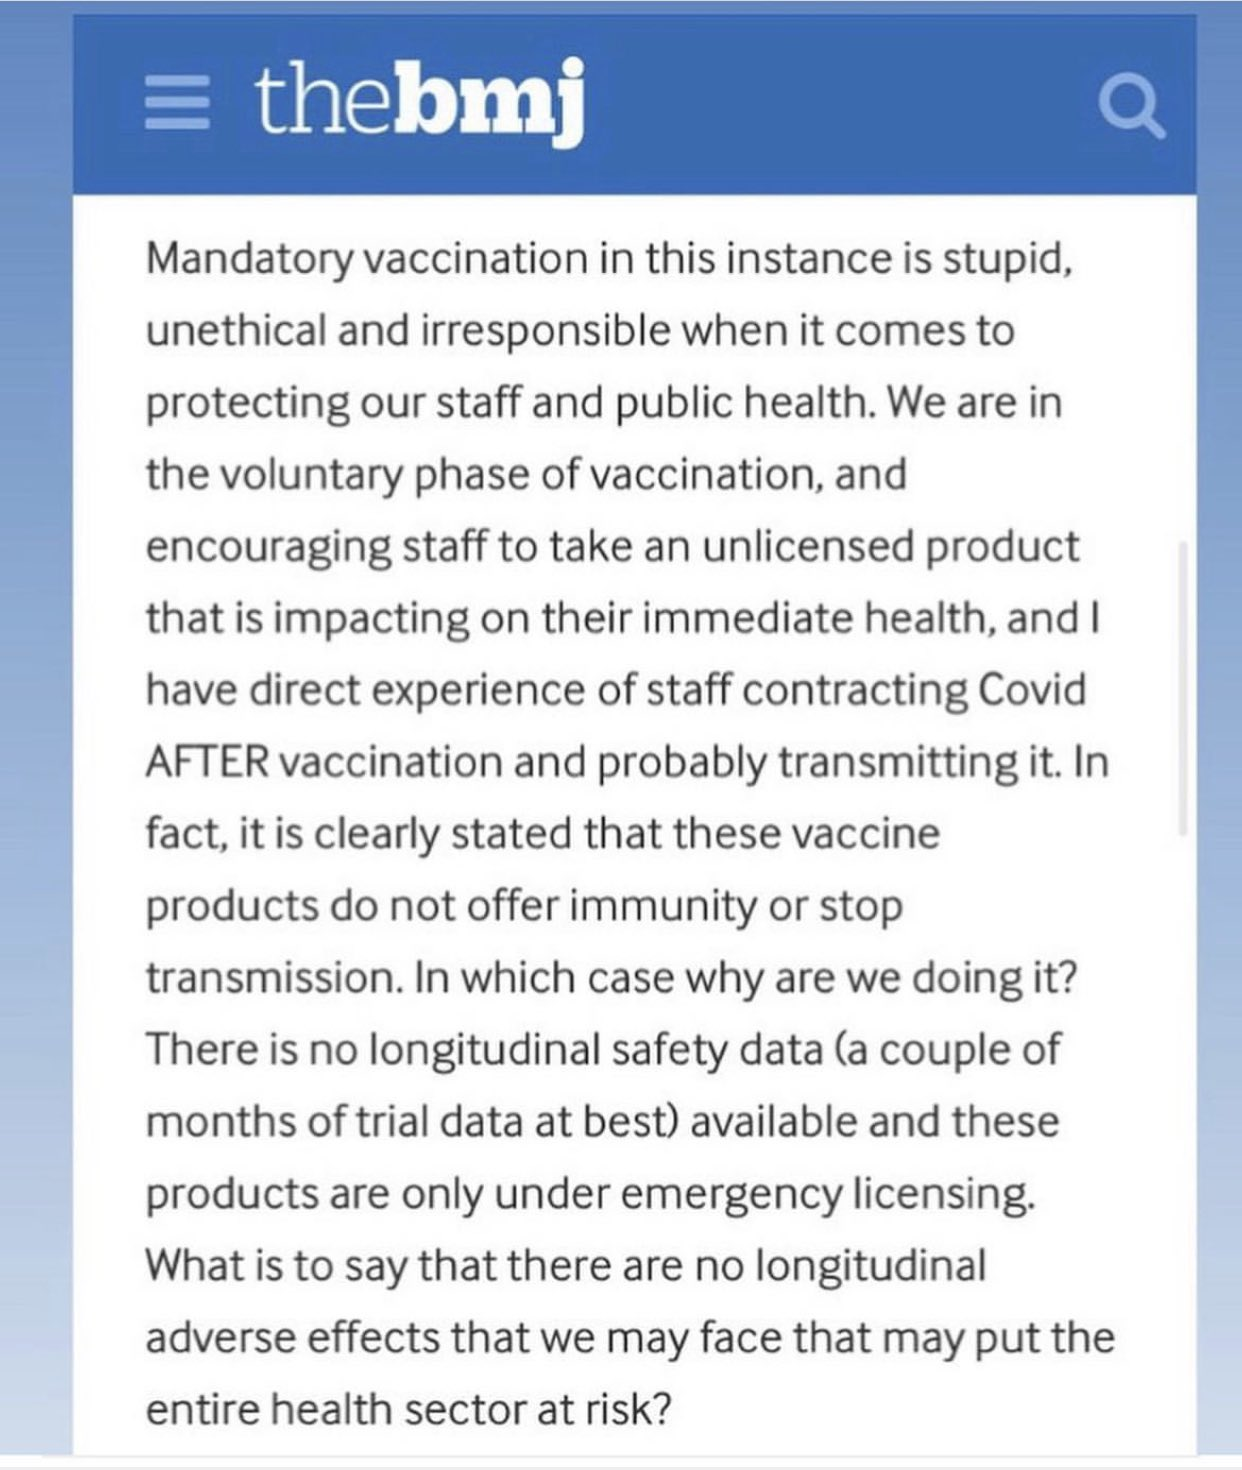 thebmj
Mandatory vaccination in this instance is stupid,
unethical and irresponsible when it comes to
protecting our staff and public health. We are in
the voluntary phase of vaccination, and
encouraging staff to take an unlicensed product
that is impacting on their immediate health, and I
have direct experience of staff contracting Covid
AFTER vaccination and probably transmitting it. In
fact, it is clearly stated that these vaccine
products do not offer immunity or stop
transmission. In which case why are we doing it?
There is no longitudinal safety data (a couple of
months of trial data at best) available and these
products are only under emergency licensing.
What is to say that there are no longitudinal
adverse effects that we may face that may put the
entire health sector at risk?